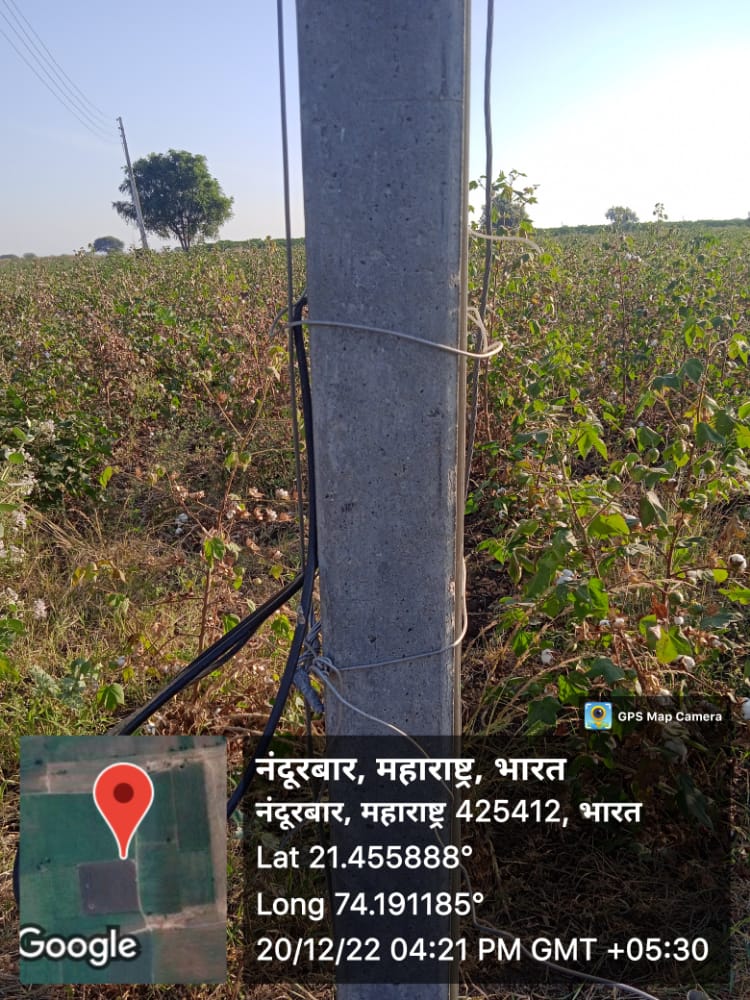 GPS Map Camera
नंदूरबार, महाराष्ट्र, भारत
नंदूरबार, महाराष्ट्र 425412, भारत
Lat 21.455888°
Long 74.191185°
20/12/22 04:21 PM GMT +05:30
Google